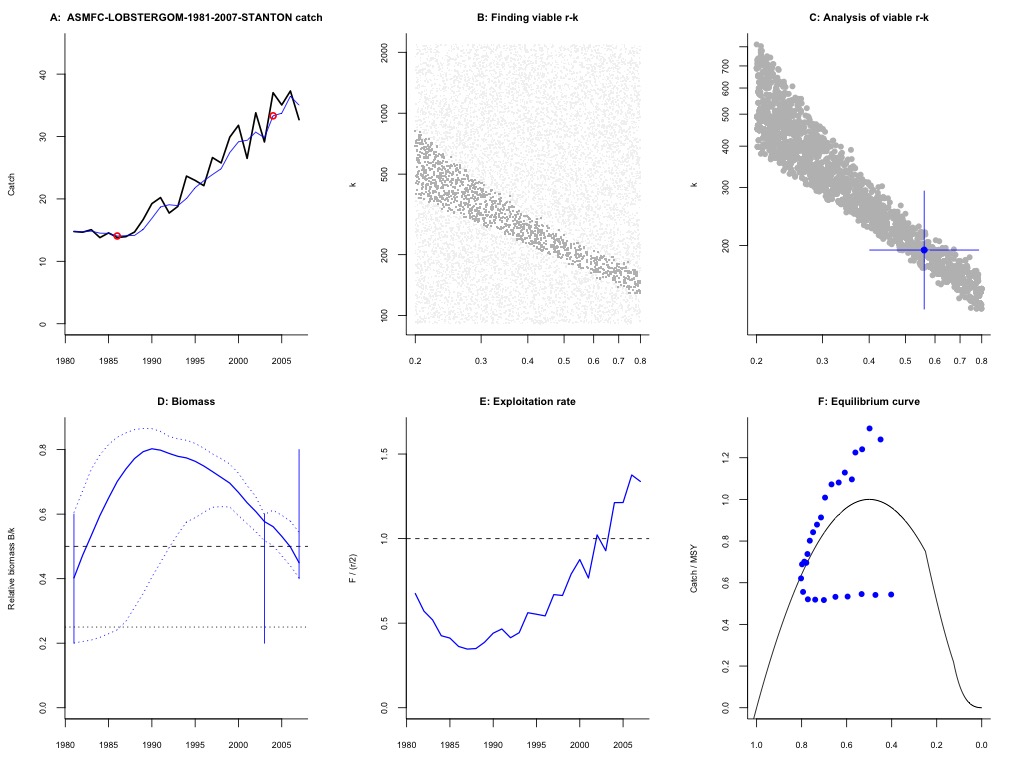 A:  ASMFC-LOBSTERGOM-1981-2007-STANTON catch
Catch
0
10
20
30
40
1980 1985 1990 1995 2000 2005
B: Finding viable r-k
k
100
200
500
1000
2000
0.2 0.3 0.4 0.5 0.6 0.7 0.8
C: Analysis of viable r-k
k
200
300
400
500
600
700
0.2 0.3 0.4 0.5 0.6 0.7 0.8
D: Biomass
Relative biomass B/k
0.0
0.2
0.4
0.6
0.8
1980 1985 1990 1995 2000 2005
E: Exploitation rate
F / (r/2)
0.0
0.5
1.0
1.5
1980 1985 1990 1995 2000 2005
F: Equilibrium curve
Catch / MSY
0.0
0.2
0.4
0.6
0.8
1.0
1.2
1.0 0.8 0.6 0.4 0.2 0.0